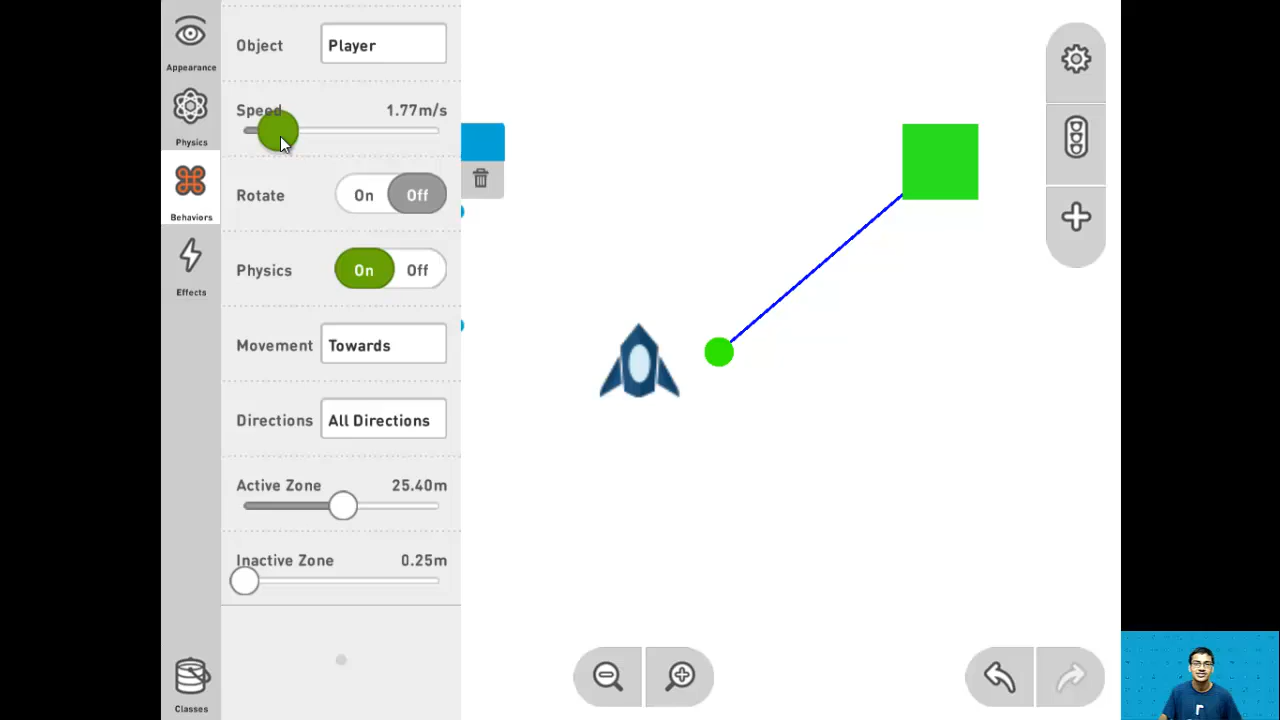 Appearance
Physics
Behaviors
Effects
Classes
Object Player
Speed 1.77m/s
Rotate On Off
Physics On Off
Movement Towards
Directions All Directions
Active Zone 25.40m
Inactive Zone 0.25m
r